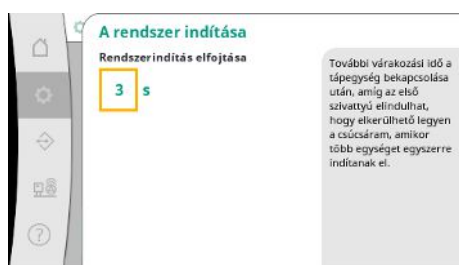 A rendszer indítása
Rendszerindítás elfojtása
3 s
További várakozási idő a
tápegység bekapcsolása
után, amíg az első
szivattyú elindulhat,
hogy elkerülhető legyen
a csúcsáram, amikor
több egységet egyszerre
indítanak el.
?